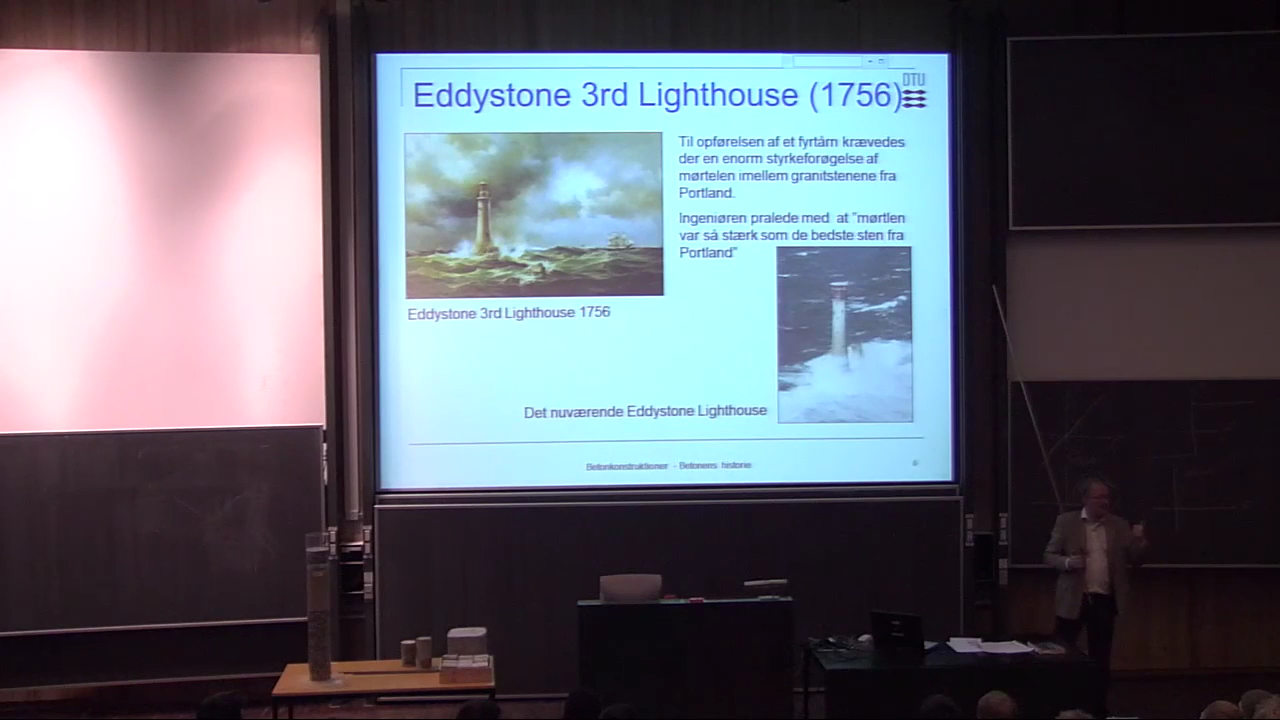 Eddystone 3rd Lighthouse (1756)
DTU
Til opførelsen af et fyrtårn krævedes
der en enorm styrkeforøgelse af
mørtelen imellem granitstenene fra
Portland.
Ingeniøren pralede med at "mørtlen
var så stærk som de bedste sten fra
Portland"
Eddystone 3rd Lighthouse 1756
Det nuværende Eddystone Lighthouse
Betonkonstruktioner - Betonens historie
6